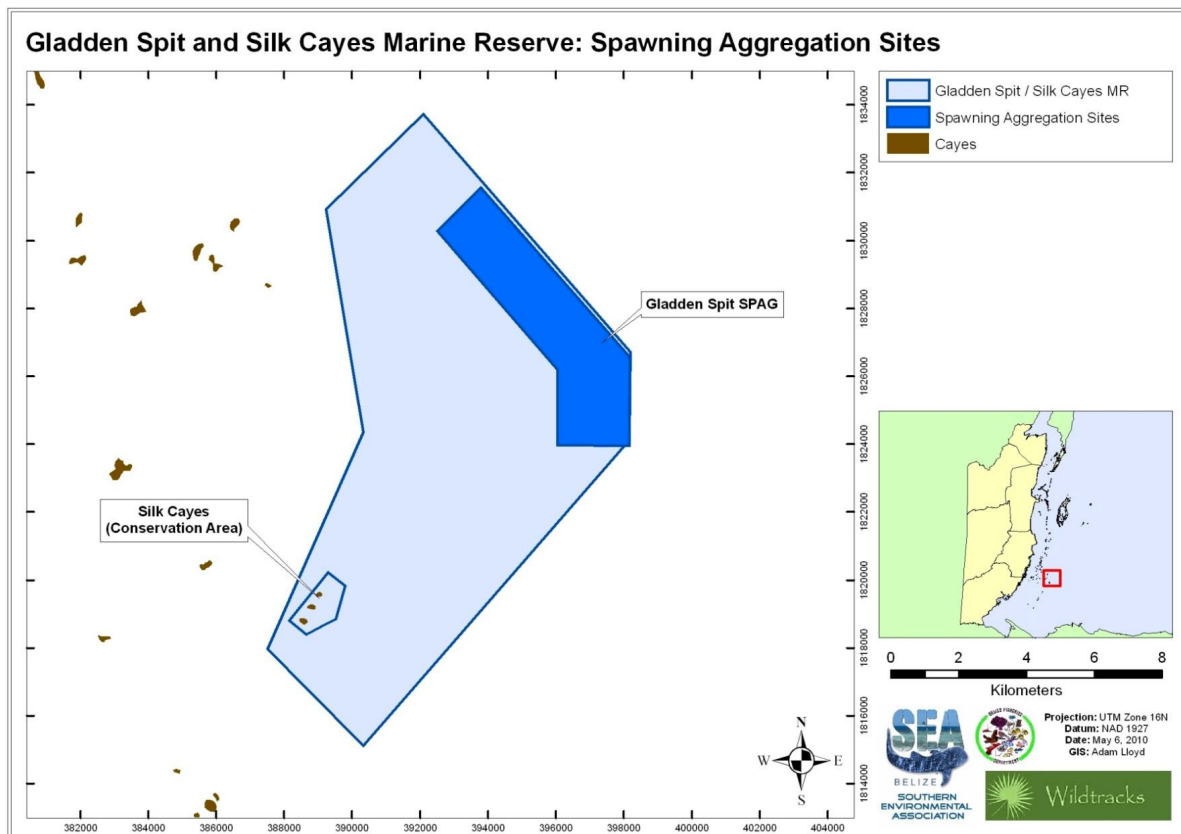 Gladden Spit and Silk Cayes Marine Reserve: Spawning Aggregation Sites
Gladden Spit / Silk Cayes MR
Spawning Aggregation Sites
Cayes
Gladden Spit SPAG
Silk Cayes
(Conservation Area)
1834000
1832000
1830000
1828000
1826000
1824000
1822000
1820000
1818000
1816000
1814000
382000 384000 386000 388000 390000 392000 394000 396000 398000 400000 402000 404000
N
W E
S
0 2 4 6 8
Kilometers
SEA
BELIZE
SOUTHERN
ENVIRONMENTAL
ASSOCIATION
BELIZE FISHERIES
DEPARTMENT
Projection: UTM Zone 16N
Datum: NAD 1927
Date: May 6, 2010
GIS: Adam Lloyd
Wildtracks